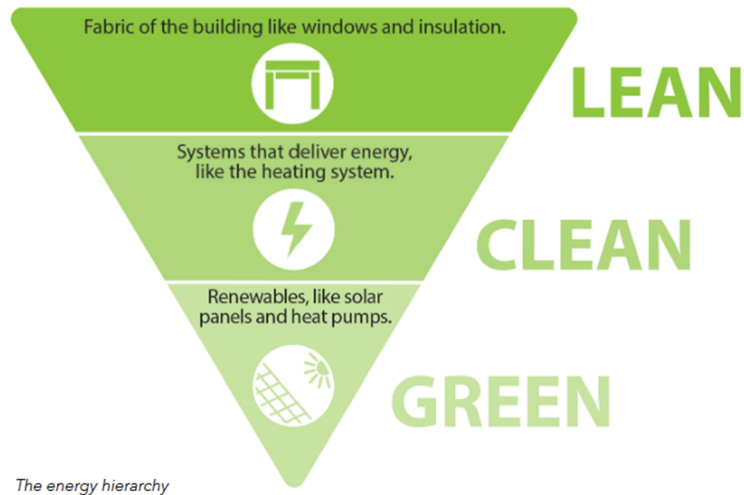 Fabric of the building like windows and insulation.
LEAN
Systems that deliver energy,
like the heating system.
CLEAN
Renewables, like solar
panels and heat pumps.
GREEN
The energy hierarchy